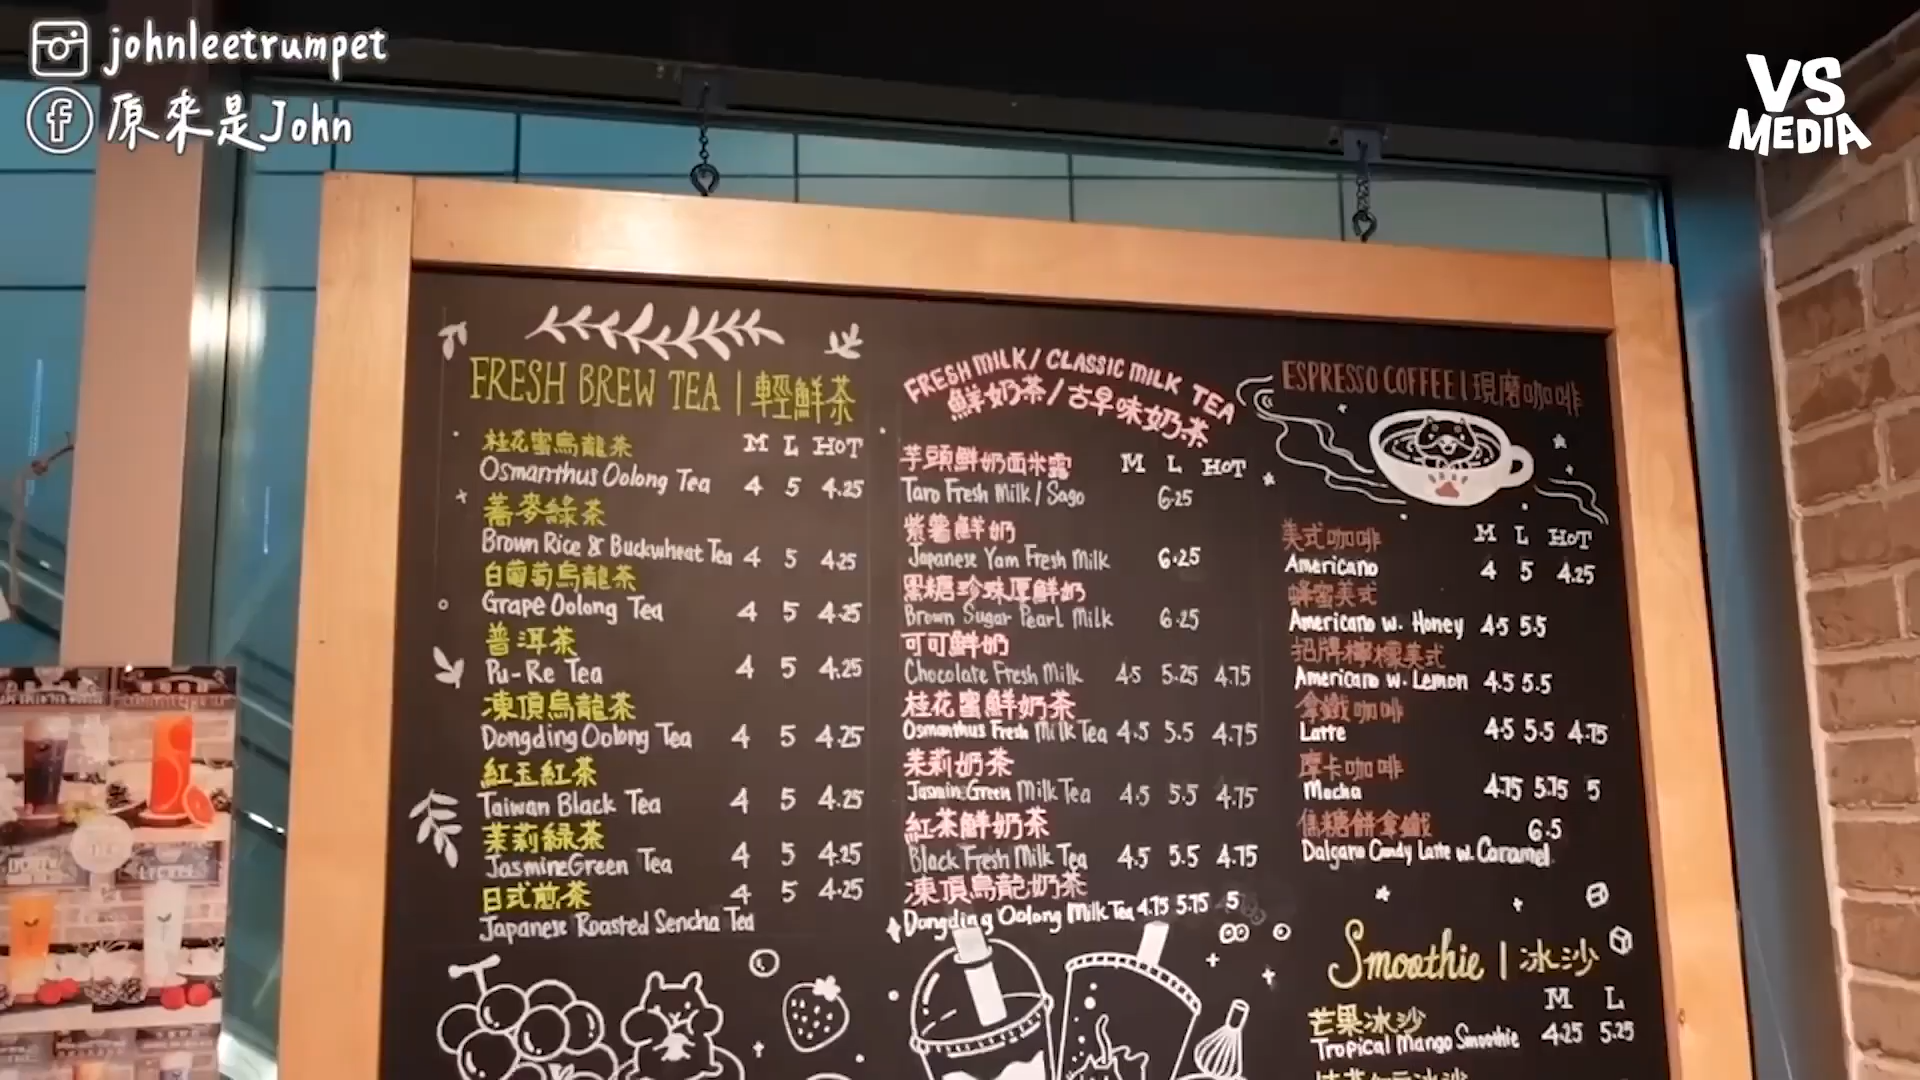 johnleetrumpet
原來是John
VS
MEDIA
FRESH BREW TEA | 輕鮮茶
M L HOT
桂花蜜烏龍茶
Osmanthus Oolong Tea 4 5 4.25
蕎麥綠茶
Brown Rice & Buckwheat Tea 4 5 4.25
白葡萄烏龍茶
Grape Oolong Tea 4 5 4.25
普洱茶
Pu-Re Tea 4 5 4.25
凍頂烏龍茶
Dongding Oolong Tea 4 5 4.25
紅玉紅茶
Taiwan Black Tea 4 5 4.25
茉莉綠茶
Jasmine Green Tea 4 5 4.25
日式煎茶 4 5 4.25
Japanese Roasted Sencha Tea
FRESH MILK / CLASSIC MILK TEA
鮮奶茶/古早味奶茶
芋頭鮮奶西米露 M L HOT
Taro Fresh Milk / Sago 6.25
紫薯鮮奶
Japanese Yam Fresh Milk 6.25
黑糖珍珠厚鮮奶
Brown Sugar Pearl Milk 6.25
可可鮮奶
Chocolate Fresh Milk 4.5 5.25 4.75
桂花蜜鮮奶茶
Osmanthus Fresh Milk Tea 4.5 5.5 4.75
茉莉奶茶
Jasmin Green Milk Tea 4.5 5.5 4.75
紅茶鮮奶茶
Black Fresh Milk Tea 4.5 5.5 4.75
凍頂烏龍奶茶
Dongding Oolong Milk Tea 4.75 5.75 5
ESPRESSO COFFEE | 現磨咖啡
美式咖啡 M L HOT
Americano 4 5 4.25
蜂蜜美式
Americano w. Honey 4.5 5.5
招牌檸檬美式
Americano w. Lemon 4.5 5.5
拿鐵咖啡
Latte 4.5 5.5 4.75
摩卡咖啡
Mocha 4.75 5.75 5
焦糖餅拿鐵 6.5
Dalgano Candy Latte w. Caramel
Smoothie | 冰沙
M L
芒果冰沙
Tropical Mango Smoothie 4.25 5.25